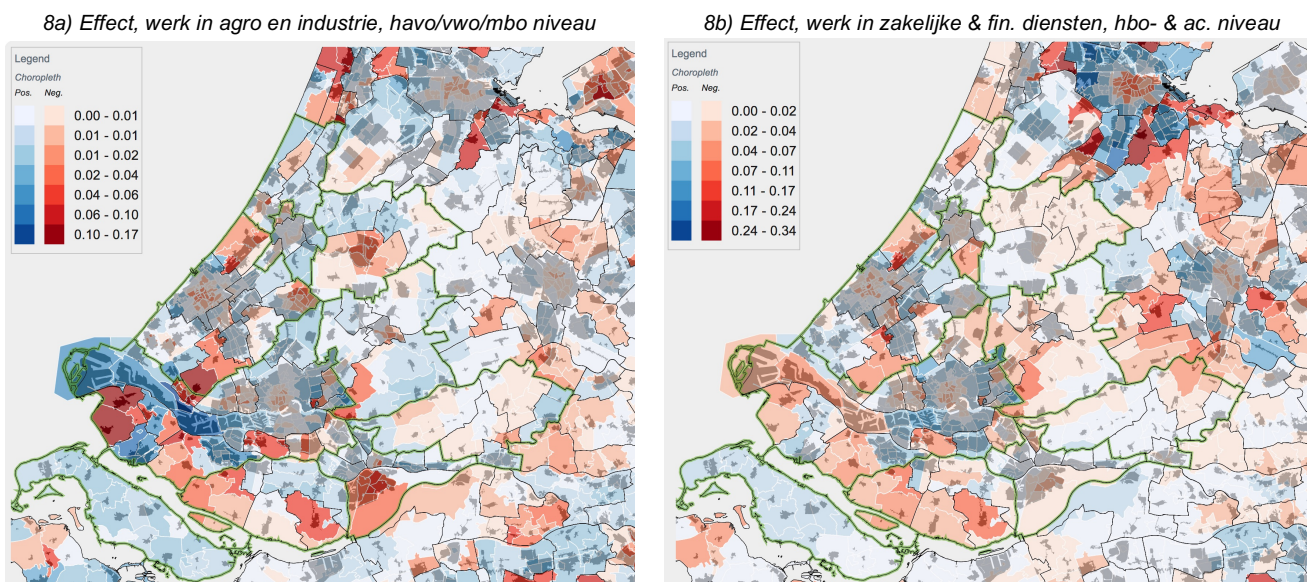 8a) Effect, werk in agro en industrie, havo/vwo/mbo niveau
Legend
Choropleth
Pos. Neg.
0.00 - 0.01
0.01 - 0.01
0.01 - 0.02
0.02 - 0.04
0.04 - 0.06
0.06 - 0.10
0.10 - 0.17
8b) Effect, werk in zakelijke & fin. diensten, hbo- & ac. niveau
Legend
Choropleth
Pos. Neg.
0.00 - 0.02
0.02 - 0.04
0.04 - 0.07
0.07 - 0.11
0.11 - 0.17
0.17 - 0.24
0.24 - 0.34